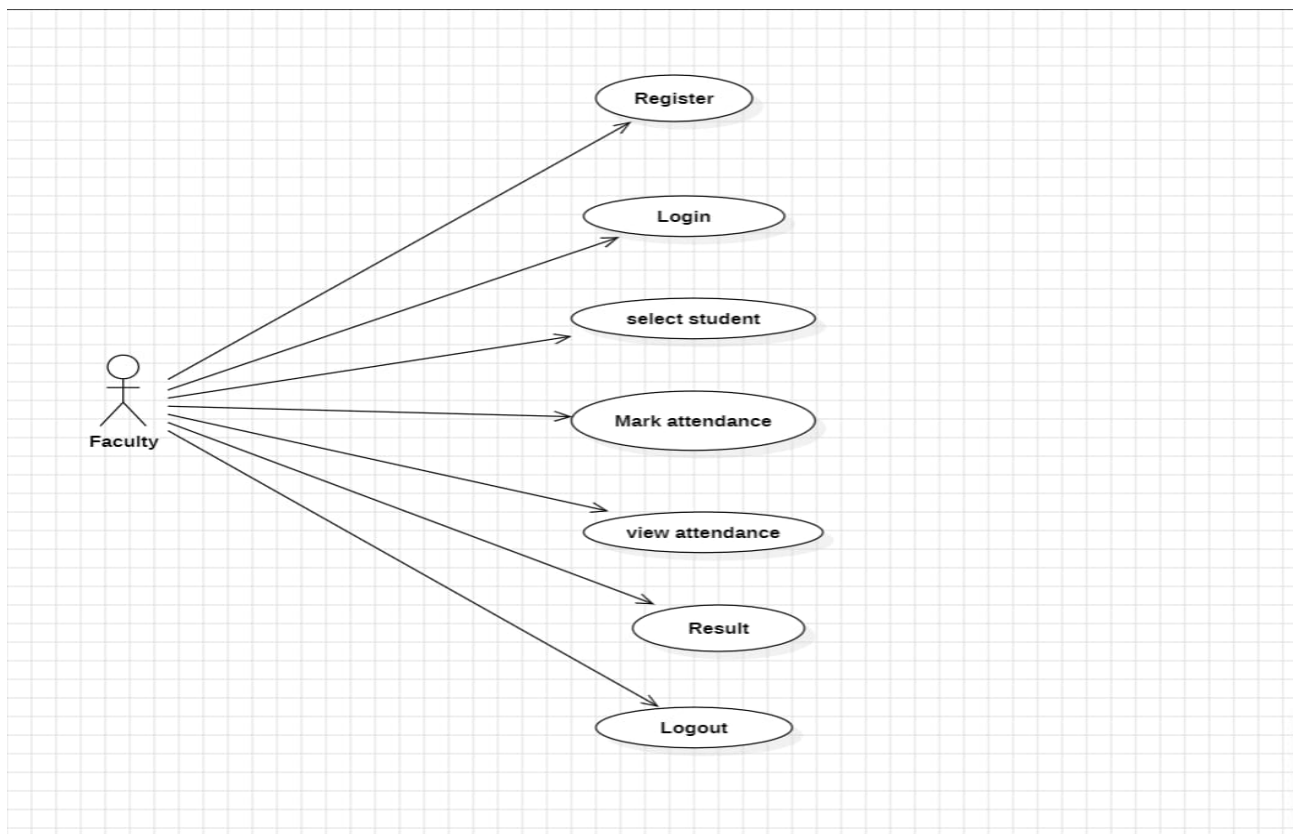 Register
Login
select student
Mark attendance
Faculty
view attendance
Result
Logout